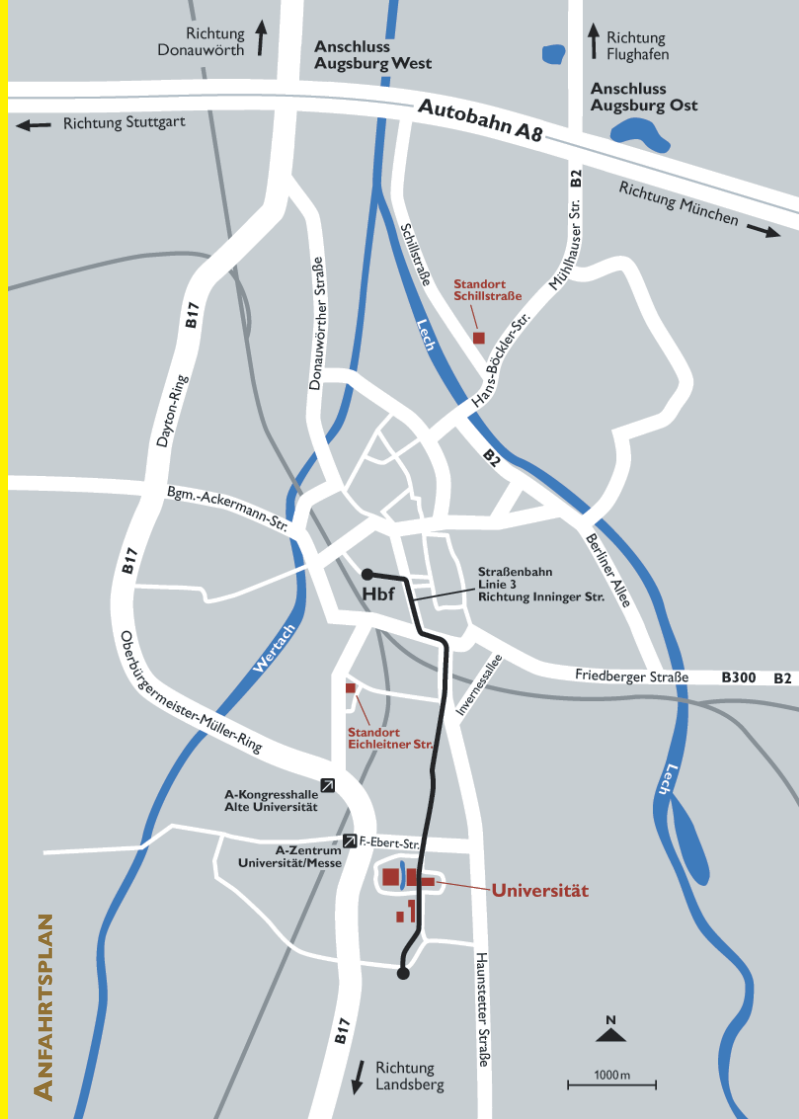 Richtung
Donauwörth
Anschluss
Augsburg West
Richtung
Flughafen
Anschluss
Augsburg Ost
Autobahn A8
Richtung Stuttgart
Richtung München
B2
Mühlhauser Str.
Schillstraße
Standort
Schillstraße
Donauwörther Straße
B17
Lech
Hans-Böckler-Str.
Dayton-Ring
B2
Bgm.-Ackermann-Str.
B17
Hbf
Straßenbahn
Linie 3
Richtung Inninger Str.
Berliner Allee
Wertach
Oberbürgermeister-Müller-Ring
Invernessallee
Friedberger Straße
B300
B2
Standort
Eichleitner Str.
Lech
A-Kongresshalle
Alte Universität
A-Zentrum
Universität/Messe
F.-Ebert-Str.
Universität
Haunstetter Straße
ANFAHRTSPLAN
B17
N
Richtung
Landsberg
1000 m